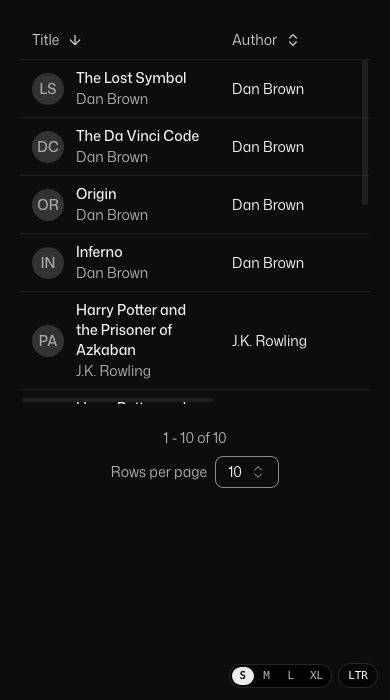 Title Author
LS The Lost Symbol
Dan Brown
Dan Brown
DC The Da Vinci Code
Dan Brown
Dan Brown
OR Origin
Dan Brown
Dan Brown
IN Inferno
Dan Brown
Dan Brown
PA Harry Potter and
the Prisoner of
Azkaban
J.K. Rowling
J.K. Rowling
1 - 10 of 10
Rows per page 10
S M L XL LTR